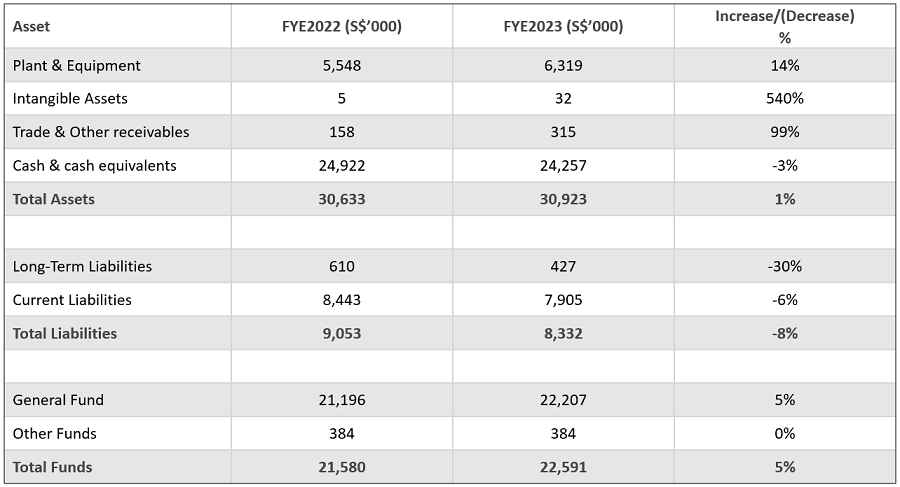 Asset FYE2022 (S$’000) FYE2023 (S$’000) Increase/(Decrease) %
Plant & Equipment 5,548 6,319 14%
Intangible Assets 5 32 540%
Trade & Other receivables 158 315 99%
Cash & cash equivalents 24,922 24,257 -3%
Total Assets 30,633 30,923 1%
Long-Term Liabilities 610 427 -30%
Current Liabilities 8,443 7,905 -6%
Total Liabilities 9,053 8,332 -8%
General Fund 21,196 22,207 5%
Other Funds 384 384 0%
Total Funds 21,580 22,591 5%